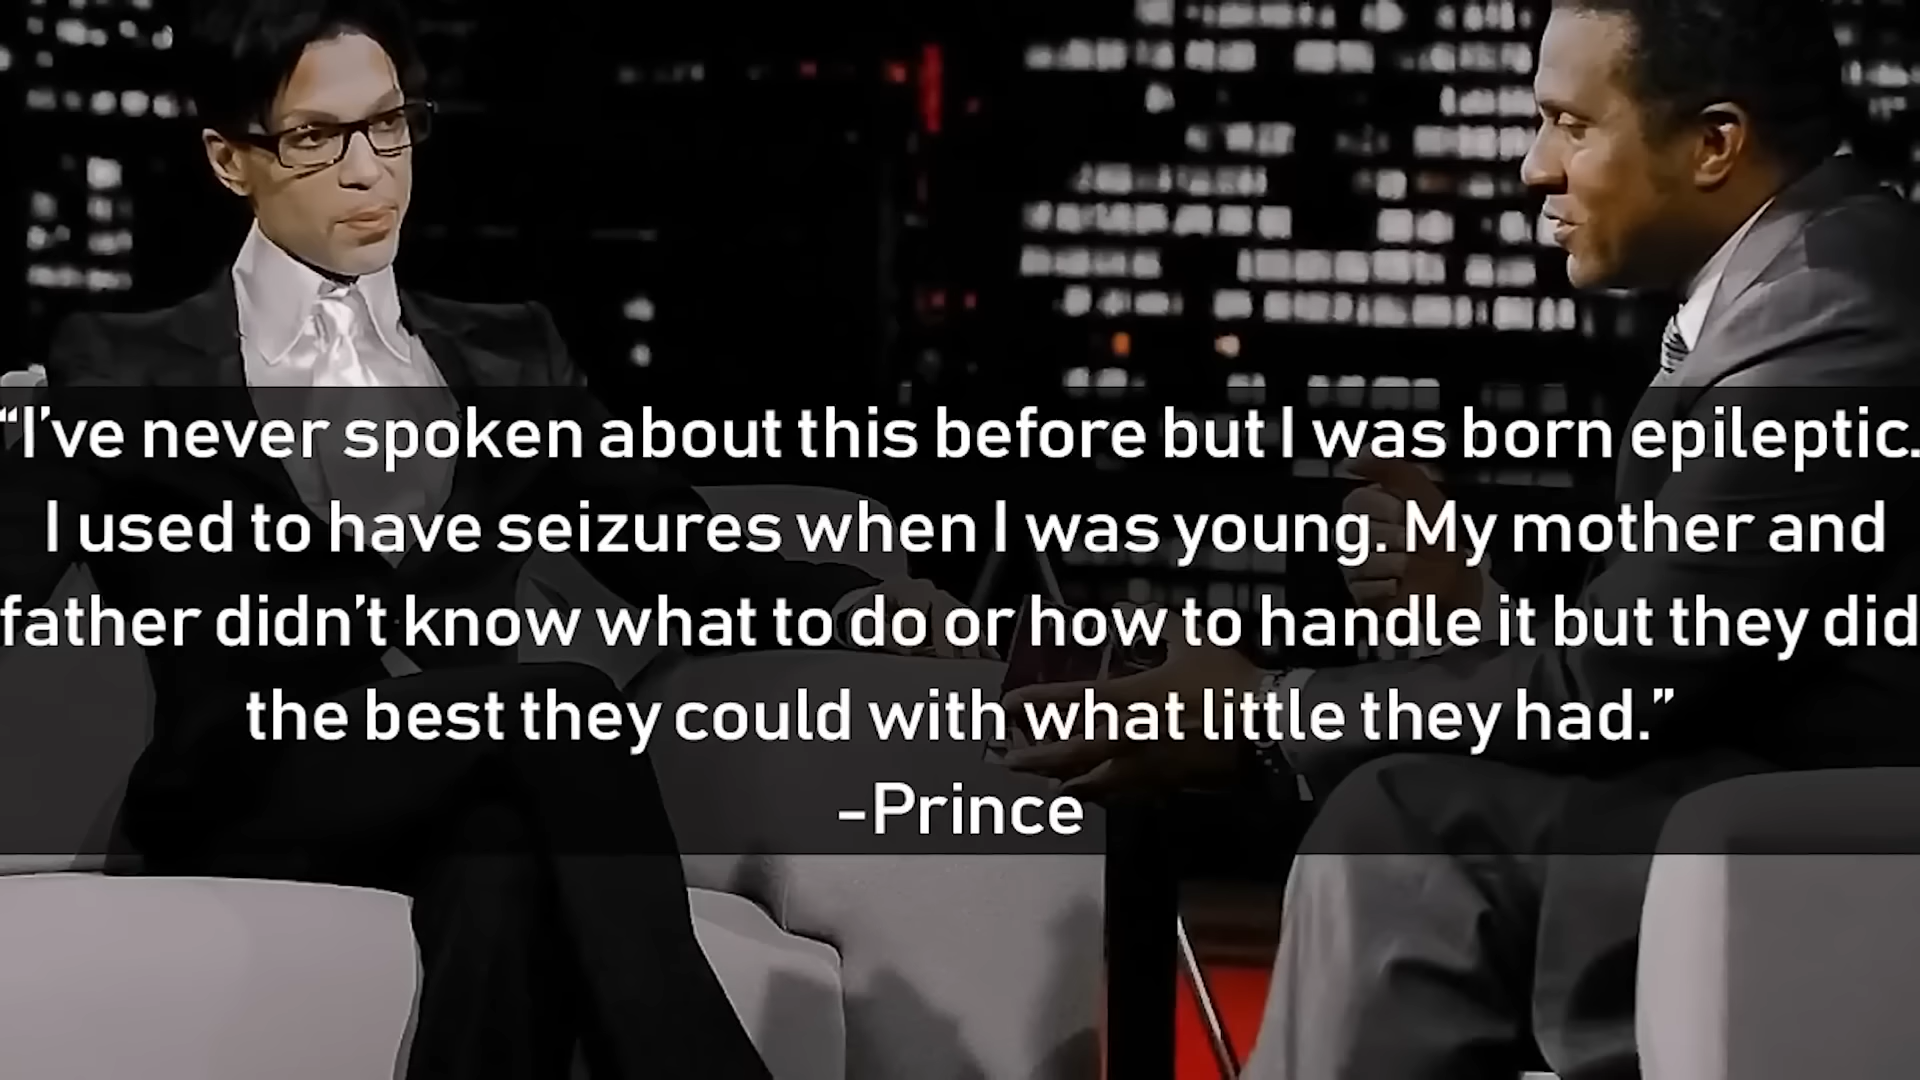 “I’ve never spoken about this before but I was born epileptic.
I used to have seizures when I was young. My mother and
father didn’t know what to do or how to handle it but they did
the best they could with what little they had.”
-Prince